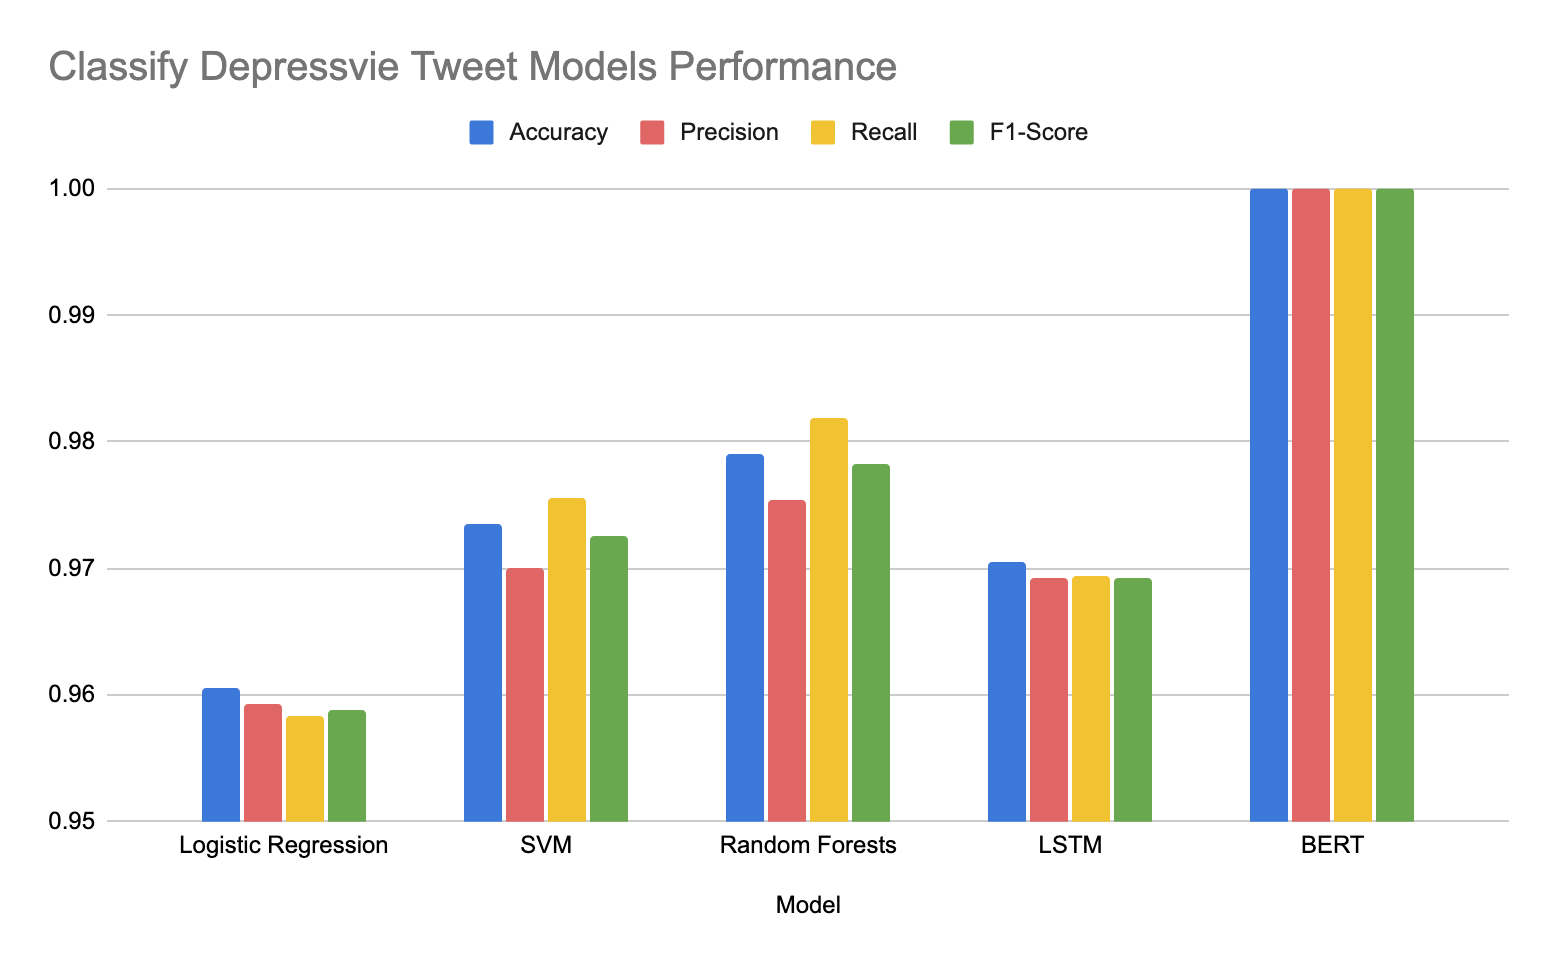 Classify Depressvie Tweet Models Performance
Accuracy Precision Recall F1-Score
1.00
0.99
0.98
0.97
0.96
0.95
Logistic Regression SVM Random Forests LSTM BERT
Model